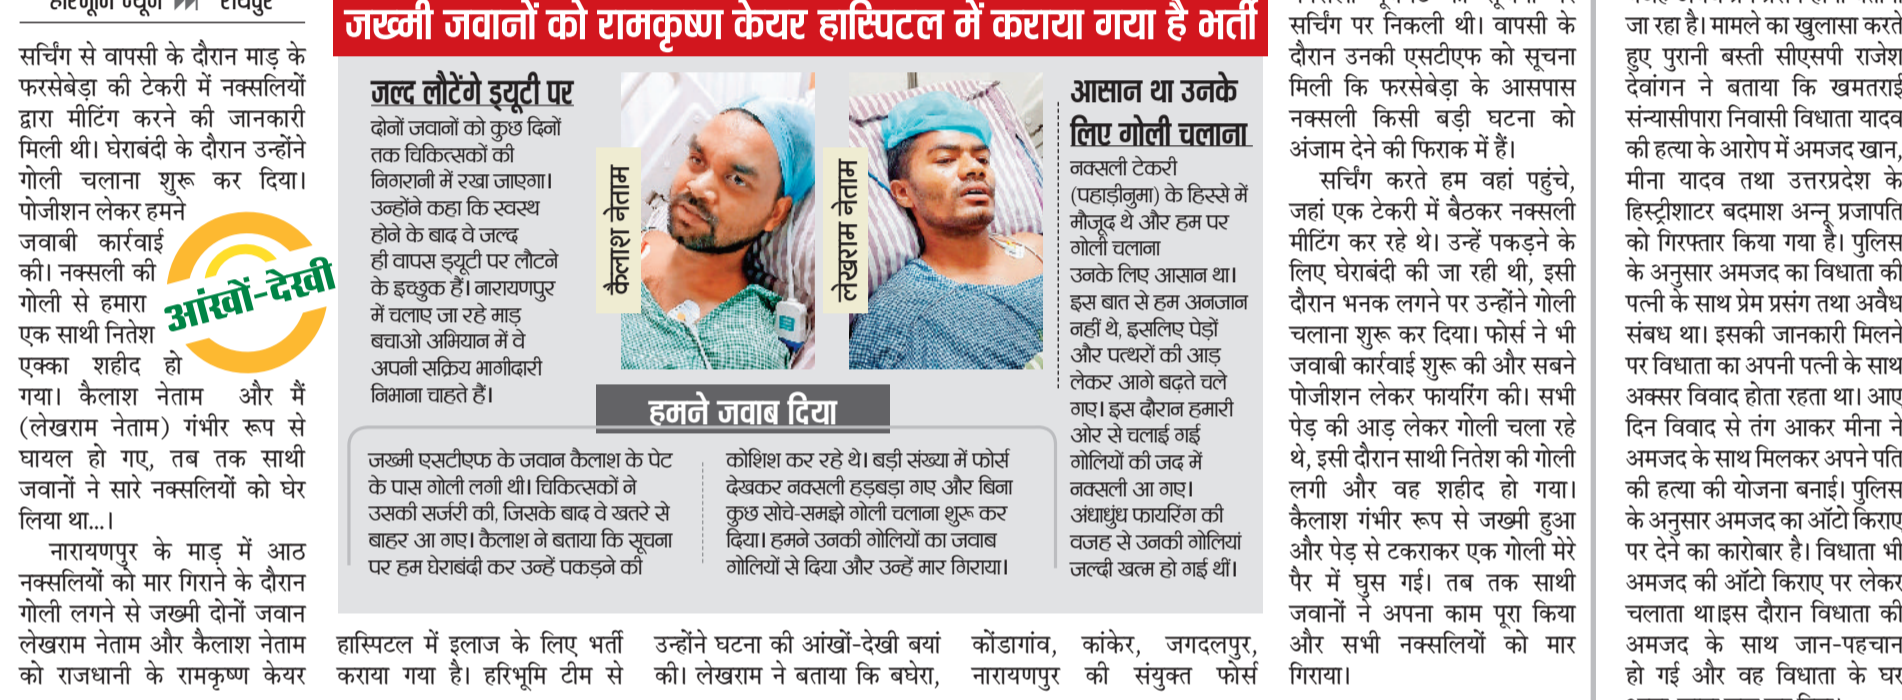 हरिभूमि न्यूज रायपुर
सर्चिंग से वापसी के दौरान माड़ के
फरसेबेड़ा की टेकरी में नक्सलियों
द्वारा मीटिंग करने की जानकारी
मिली थी। घेराबंदी के दौरान उन्होंने
गोली चलाना शुरू कर दिया।
पोजीशन लेकर हमने
जवाबी कार्रवाई
की। नक्सली की
गोली से हमारा
एक साथी नितेश
एक्का शहीद हो
गया। कैलाश नेताम और मैं
(लेखराम नेताम) गंभीर रूप से
घायल हो गए, तब तक साथी
जवानों ने सारे नक्सलियों को घेर
लिया था...।
आंखों-देखी
नारायणपुर के माड़ में आठ
नक्सलियों को मार गिराने के दौरान
गोली लगने से जख्मी दोनों जवान
लेखराम नेताम और कैलाश नेताम
को राजधानी के रामकृष्ण केयर
जख्मी जवानों को रामकृष्ण केयर हास्पिटल में कराया गया है भर्ती
जल्द लौटेंगे ड्यूटी पर
दोनों जवानों को कुछ दिनों
तक चिकित्सकों की
निगरानी में रखा जाएगा।
उन्होंने कहा कि स्वस्थ
होने के बाद वे जल्द
ही वापस ड्यूटी पर लौटने
के इच्छुक हैं। नारायणपुर
में चलाए जा रहे माड़
बचाओ अभियान में वे
अपनी सक्रिय भागीदारी
निभाना चाहते हैं।
कैलाश नेताम
लेखराम नेताम
आसान था उनके
लिए गोली चलाना
नक्सली टेकरी
(पहाड़ीनुमा) के हिस्से में
मौजूद थे और हम पर
गोली चलाना
उनके लिए आसान था।
इस बात से हम अनजान
नहीं थे, इसलिए पेड़ों
और पत्थरों की आड़
लेकर आगे बढ़ते चले
गए। इस दौरान हमारी
ओर से चलाई गई
गोलियों की जद में
नक्सली आ गए।
अंधाधुंध फायरिंग की
वजह से उनकी गोलियां
जल्दी खत्म हो गई थीं।
हमने जवाब दिया
जख्मी एसटीएफ के जवान कैलाश के पेट
के पास गोली लगी थी। चिकित्सकों ने
उसकी सर्जरी की, जिसके बाद वे खतरे से
बाहर आ गए। कैलाश ने बताया कि सूचना
पर हम घेराबंदी कर उन्हें पकड़ने की
कोशिश कर रहे थे। बड़ी संख्या में फोर्स
देखकर नक्सली हड़बड़ा गए और बिना
कुछ सोचे-समझे गोली चलाना शुरू कर
दिया। हमने उनकी गोलियों का जवाब
गोलियों से दिया और उन्हें मार गिराया।
हास्पिटल में इलाज के लिए भर्ती
कराया गया है। हरिभूमि टीम से
उन्होंने घटना की आंखों-देखी बयां
की। लेखराम ने बताया कि बघेरा,
कोंडागांव, कांकेर, जगदलपुर,
नारायणपुर की संयुक्त फोर्स
सर्चिंग पर निकली थी। वापसी के
दौरान उनकी एसटीएफ को सूचना
मिली कि फरसेबेड़ा के आसपास
नक्सली किसी बड़ी घटना को
अंजाम देने की फिराक में हैं।
सर्चिंग करते हम वहां पहुंचे,
जहां एक टेकरी में बैठकर नक्सली
मीटिंग कर रहे थे। उन्हें पकड़ने के
लिए घेराबंदी की जा रही थी, इसी
दौरान भनक लगने पर उन्होंने गोली
चलाना शुरू कर दिया। फोर्स ने भी
जवाबी कार्रवाई शुरू की और सबने
पोजीशन लेकर फायरिंग की। सभी
पेड़ की आड़ लेकर गोली चला रहे
थे, इसी दौरान साथी नितेश की गोली
लगी और वह शहीद हो गया।
कैलाश गंभीर रूप से जख्मी हुआ
और पेड़ से टकराकर एक गोली मेरे
पैर में घुस गई। तब तक साथी
जवानों ने अपना काम पूरा किया
और सभी नक्सलियों को मार
गिराया।
जा रहा है। मामले का खुलासा करते
हुए पुरानी बस्ती सीएसपी राजेश
देवांगन ने बताया कि खमतराई
संन्यासीपारा निवासी विधाता यादव
की हत्या के आरोप में अमजद खान,
मीना यादव तथा उत्तरप्रदेश के
हिस्ट्रीशाटर बदमाश अन्नू प्रजापति
को गिरफ्तार किया गया है। पुलिस
के अनुसार अमजद का विधाता की
पत्नी के साथ प्रेम प्रसंग तथा अवैध
संबध था। इसकी जानकारी मिलने
पर विधाता का अपनी पत्नी के साथ
अक्सर विवाद होता रहता था। आए
दिन विवाद से तंग आकर मीना ने
अमजद के साथ मिलकर अपने पति
की हत्या की योजना बनाई। पुलिस
के अनुसार अमजद का ऑटो किराए
पर देने का कारोबार है। विधाता भी
अमजद की ऑटो किराए पर लेकर
चलाता था।इस दौरान विधाता की
अमजद के साथ जान-पहचान
हो गई और वह विधाता के घर